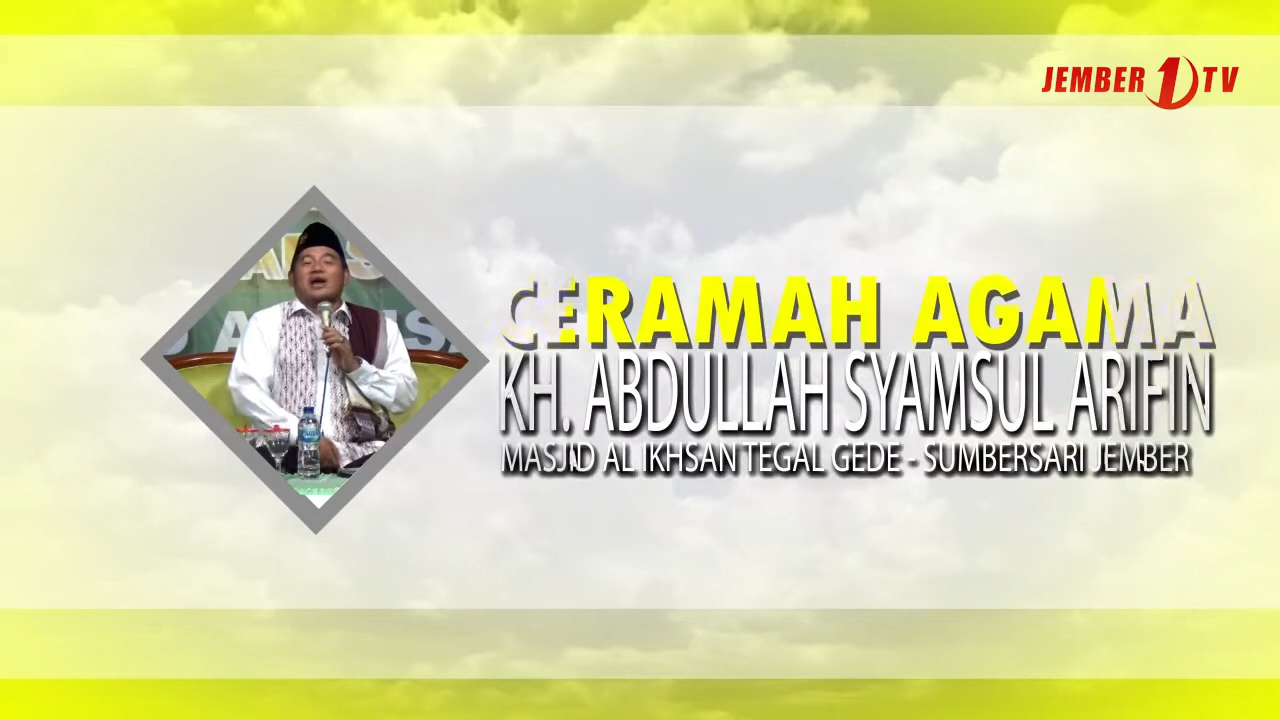 JEMBER 1 TV
CERAMAH AGAMA
KH. ABDULLAH SYAMSUL ARIFIN
MASJID AL IKHSAN TEGAL GEDE - SUMBERSARI JEMBER